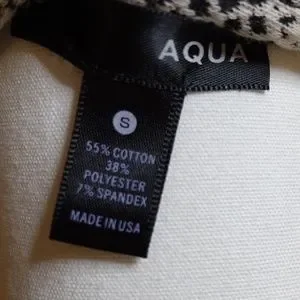 AQUA
S
55% COTTON
38%
POLYESTER
7% SPANDEX
MADE IN USA